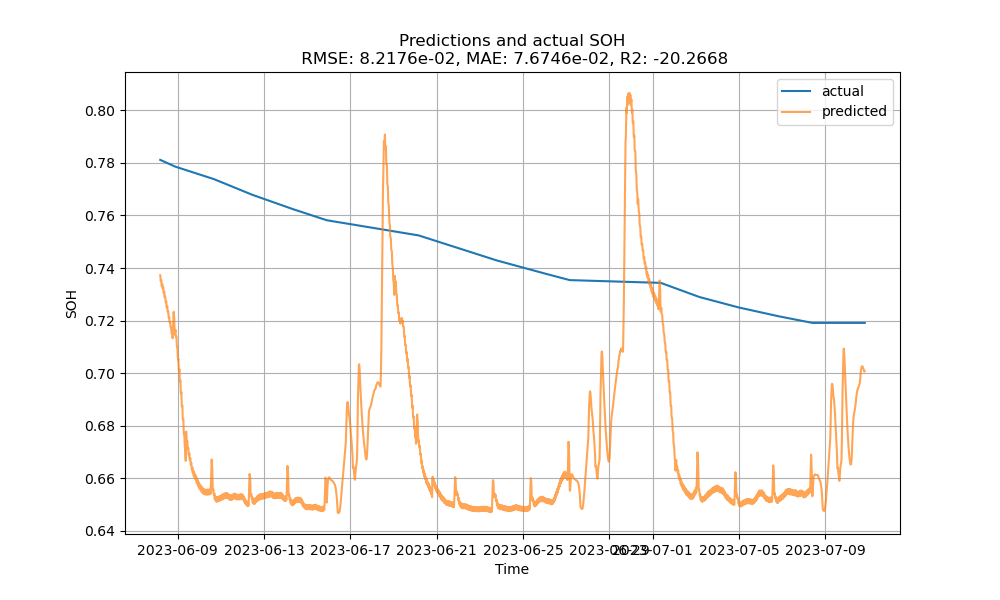 Predictions and actual SOH
RMSE: 8.2176e-02, MAE: 7.6746e-02, R2: -20.2668
actual
predicted
0.80
0.78
0.76
0.74
0.72
0.70
0.68
0.66
0.64
SOH
2023-06-09 2023-06-13 2023-06-17 2023-06-21 2023-06-25 2023-06-29 2023-07-01 2023-07-05 2023-07-09
Time